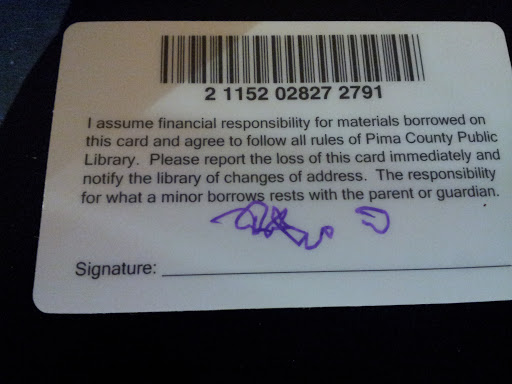 2 1152 02827 2791
I assume financial responsibility for materials borrowed on
this card and agree to follow all rules of Pima County Public
Library. Please report the loss of this card immediately and
notify the library of changes of address. The responsibility
for what a minor borrows rests with the parent or guardian.
Signature: